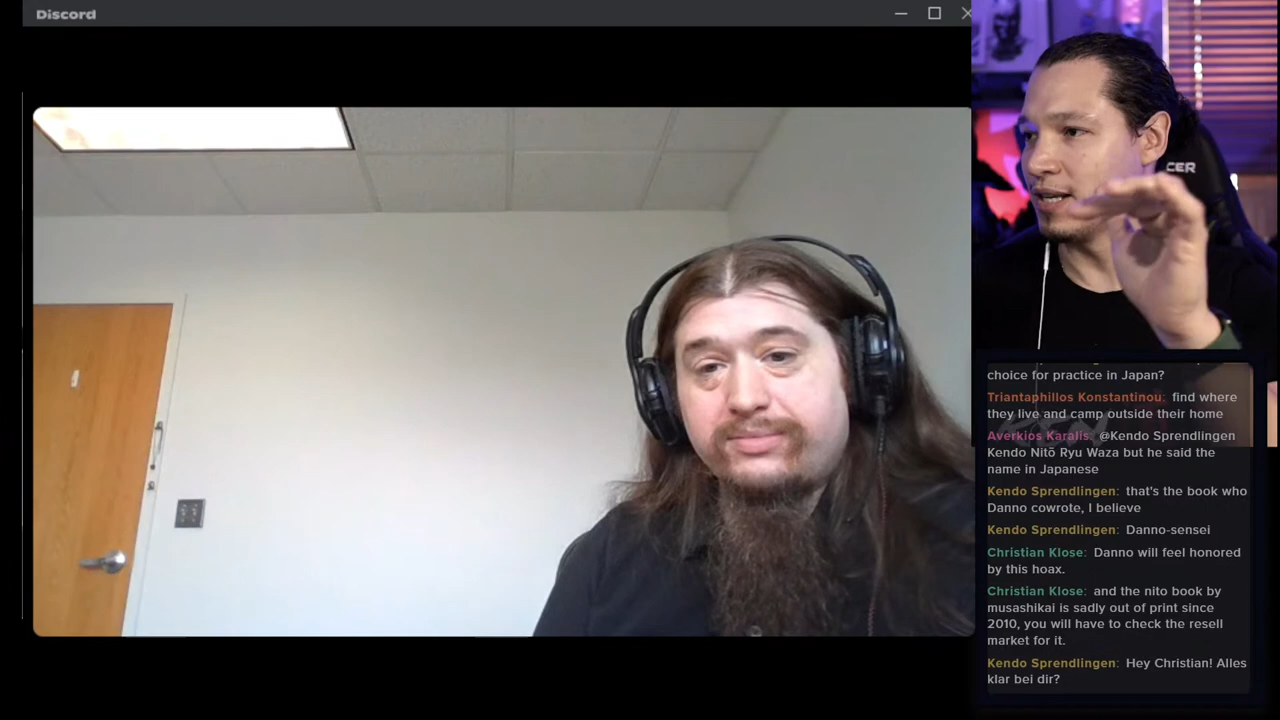 Discord
CER
choice for practice in Japan?
Triantaphillos Konstantinou: find where
they live and camp outside their home
Averkios Karalis: @Kendo Sprendlingen
Kendo Nitō Ryu Waza but he said the
name in Japanese
Kendo Sprendlingen: that's the book who
Danno cowrote, I believe
Kendo Sprendlingen: Danno-sensei
Christian Klose: Danno will feel honored
by this hoax.
Christian Klose: and the nito book by
musashikai is sadly out of print since
2010, you will have to check the resell
market for it.
Kendo Sprendlingen: Hey Christian! Alles
klar bei dir?